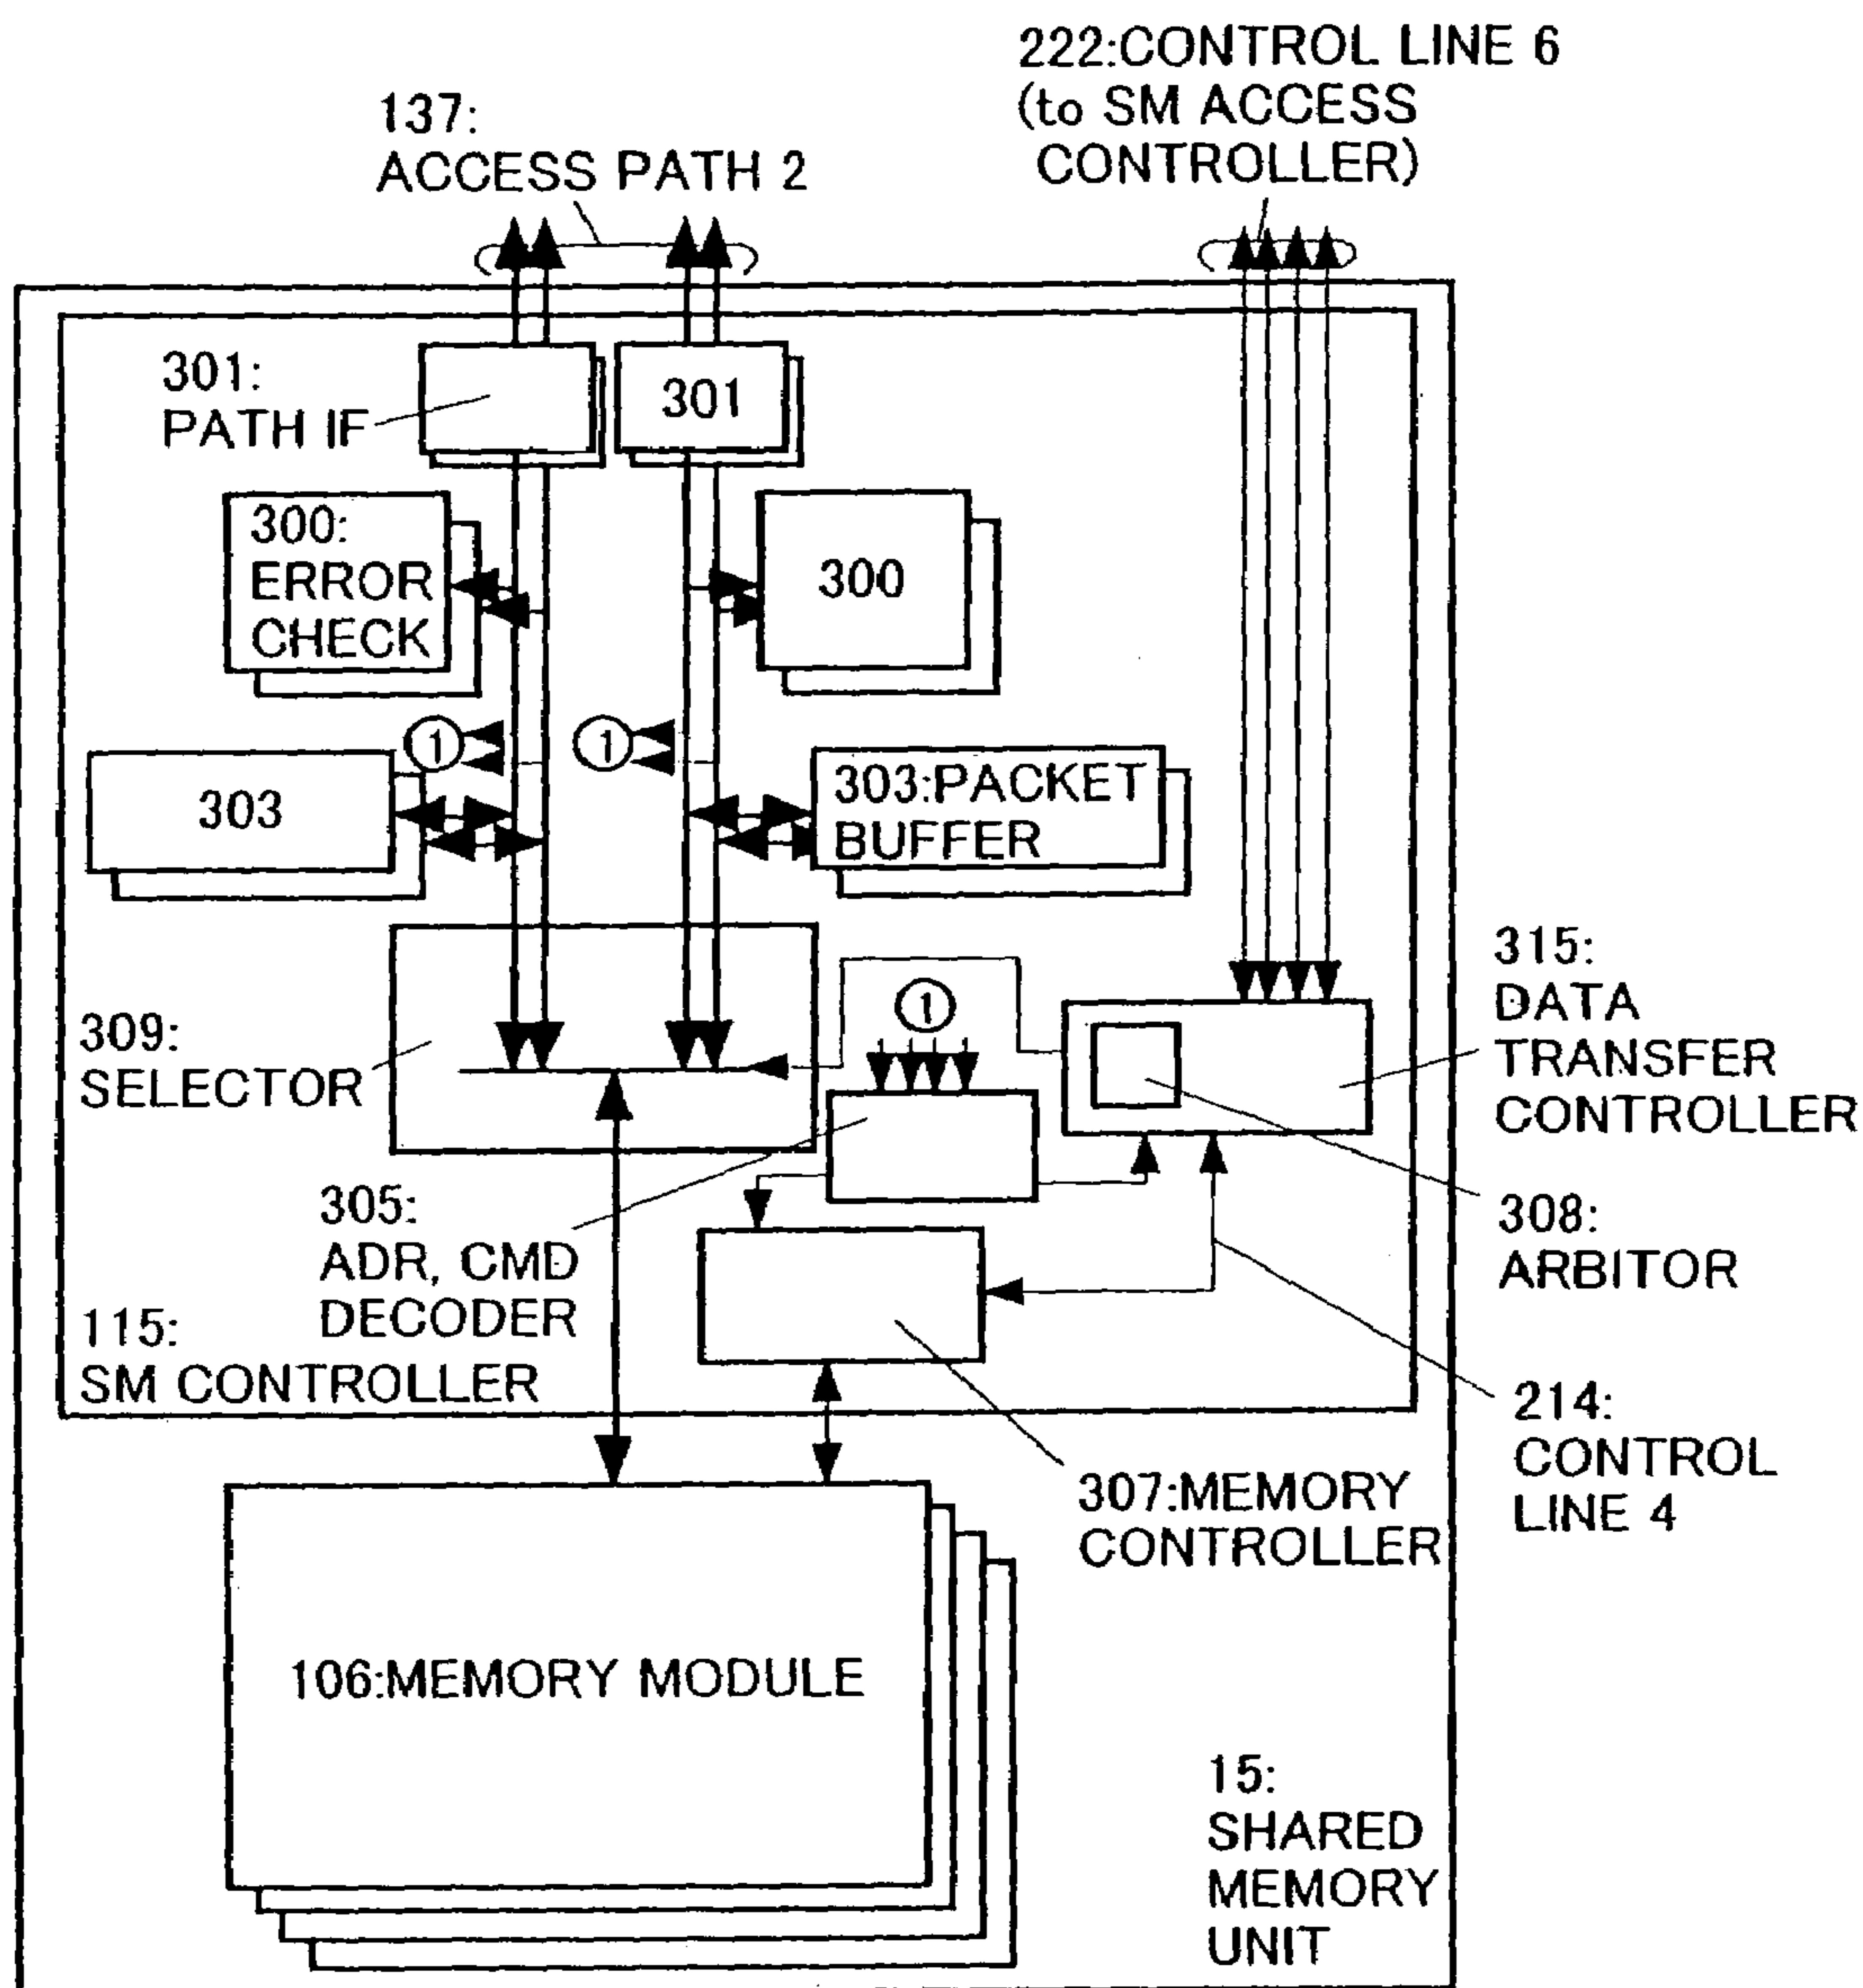 222:CONTROL LINE 6
(to SM ACCESS
CONTROLLER)
137:
ACCESS PATH 2
301:
PATH IF
301
300:
ERROR
CHECK
300
1
1
303
303:PACKET
BUFFER
309:
SELECTOR
1
315:
DATA
TRANSFER
CONTROLLER
305:
ADR, CMD
DECODER
308:
ARBITOR
115:
SM CONTROLLER
214:
CONTROL
LINE 4
307:MEMORY
CONTROLLER
106:MEMORY MODULE
15:
SHARED
MEMORY
UNIT